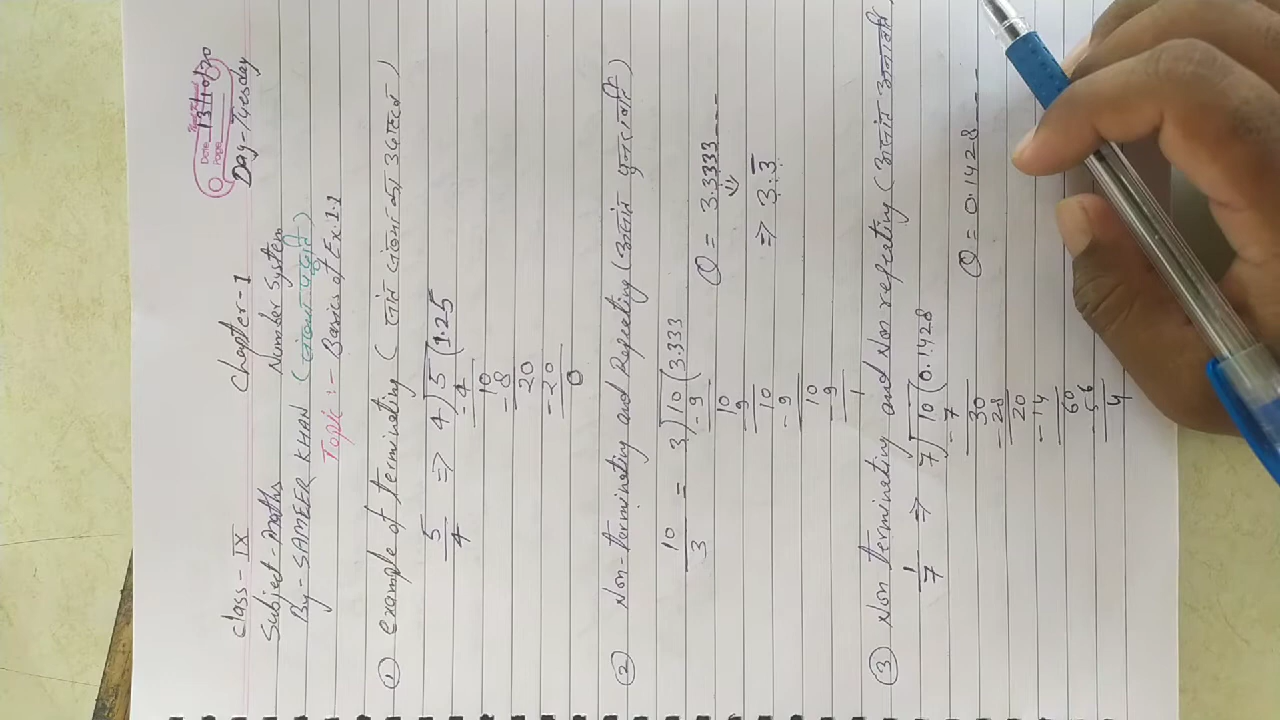 Date 13/10/20
Page
Class - IX Chapter - 1 Day - Tuesday
Subject - Maths Number System
By - SAMEER KHAN (संख्या पद्धति)
Topic :- Basics of Ex. 1.1
① example of terminating (
5/4 ⇒ 4)5(1.25
-4
10
-8
20
-20
0
② Non-terminating and Repeating (
10/3 = 3)10(3.333
-9
10
9
10
-9
10
-9
1
Q = 3.3333---
⇒ 3.3̅
③ Non terminating and Non repeating (
1/7 ⇒ 7)10(0.1428
-7
30
-28
20
-14
60
56
4
Q = 0.1428---